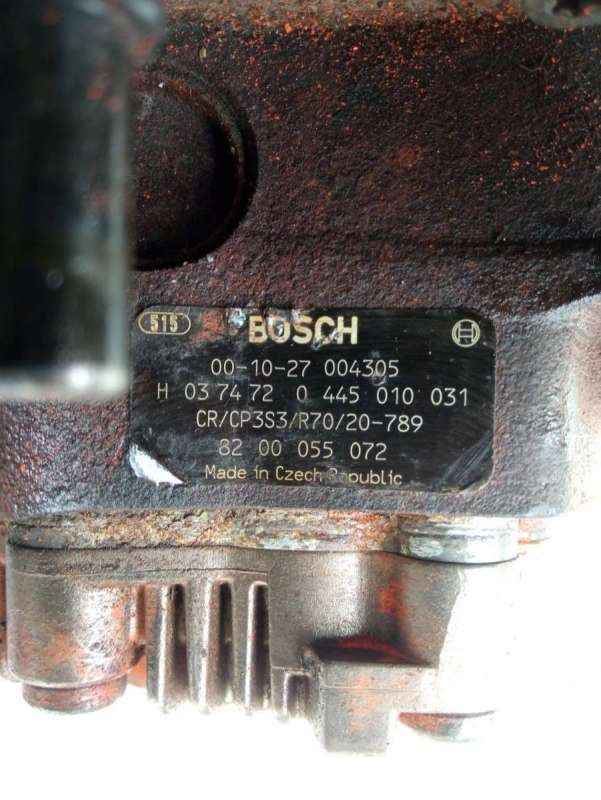 515 BOSCH
00-10-27 004305
H 03 74 72 0 445 010 031
CR/CP3S3/R70/20-789
82 00 055 072
Made in Czech Republic